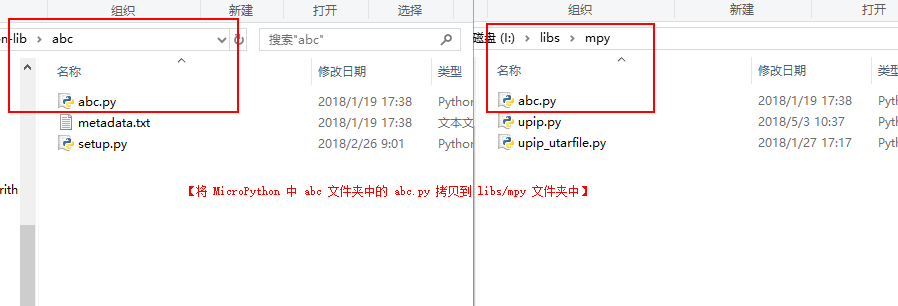 组织 新建 打开 选择
n-lib › abc
搜索"abc"
名称 修改日期 类型
abc.py 2018/1/19 17:38 Python
metadata.txt 2018/1/19 17:38 文本文
setup.py 2018/2/26 9:01 Python
rith
组织 新建 打开
磁盘 (I:) › libs › mpy
名称 修改日期 类型
abc.py 2018/1/19 17:38 Pyth
upip.py 2018/5/3 10:37 Pyth
upip_utarfile.py 2018/1/27 17:17 Pyth
【将 MicroPython 中 abc 文件夹中的 abc.py 拷贝到 libs/mpy 文件夹中】